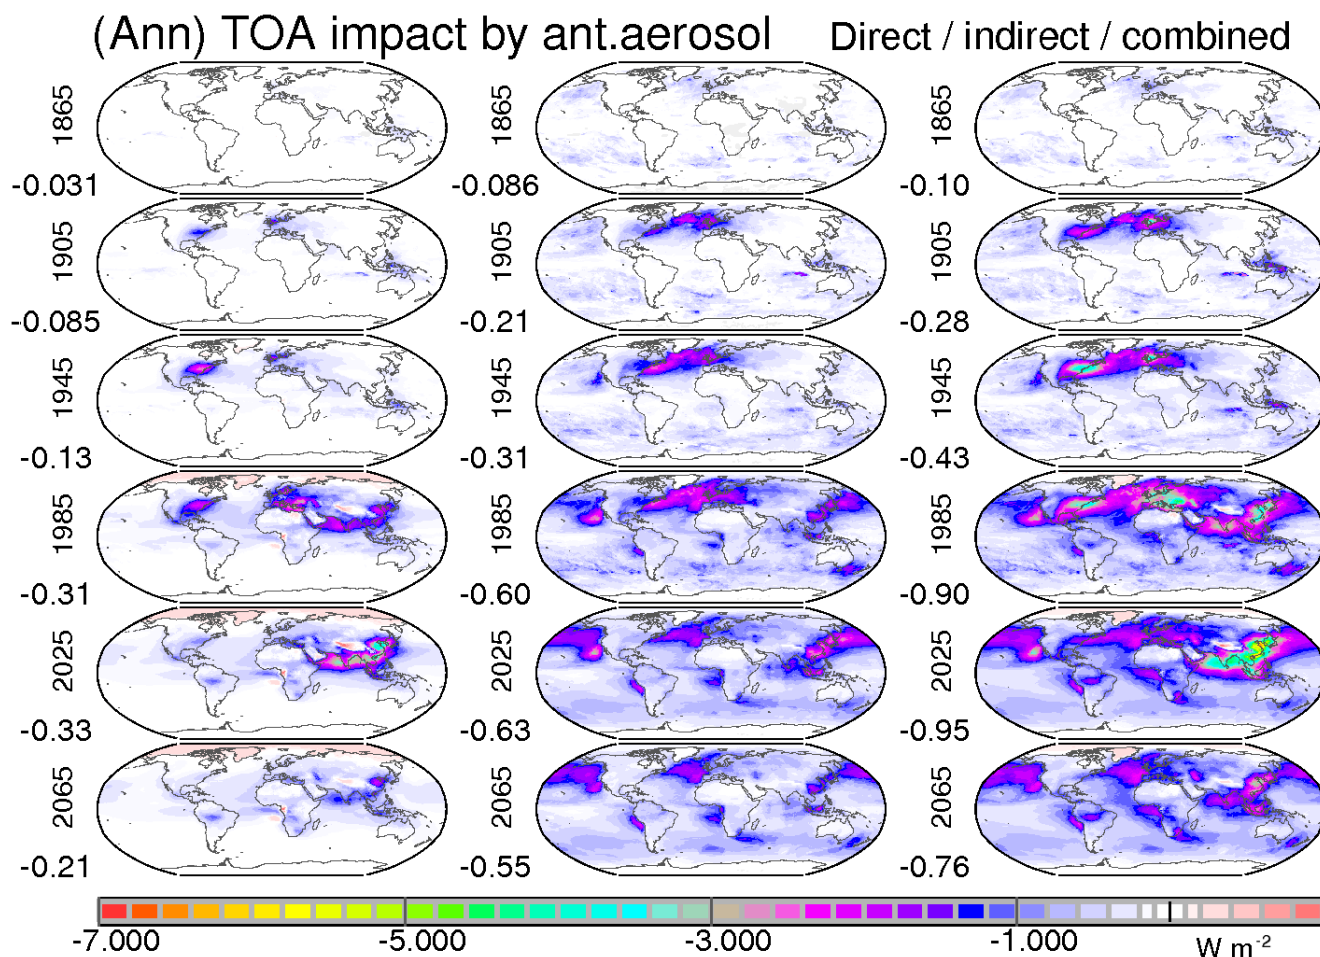 (Ann) TOA impact by ant.aerosol Direct / indirect / combined
1865 1865 1865
-0.031 -0.086 -0.10
1905 1905 1905
-0.085 -0.21 -0.28
1945 1945 1945
-0.13 -0.31 -0.43
1985 1985 1985
-0.31 -0.60 -0.90
2025 2025 2025
-0.33 -0.63 -0.95
2065 2065 2065
-0.21 -0.55 -0.76
-7.000 -5.000 -3.000 -1.000 W m⁻²